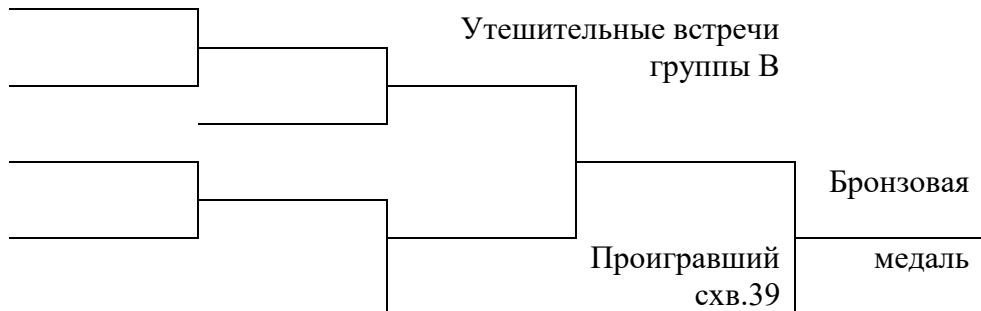 Утешительные встречи
группы В
Бронзовая
Проигравший
схв.39
медаль